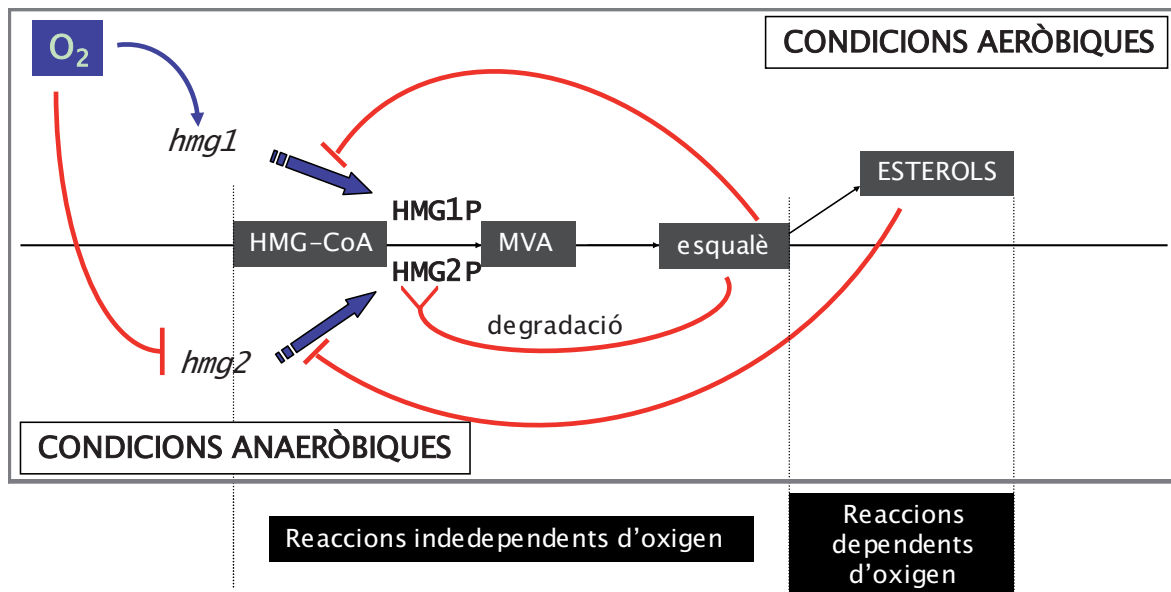 O2
CONDICIONS AERÒBIQUES
hmg1
ESTEROLS
HMG1P
HMG-CoA
MVA
esqualè
HMG2P
degradació
hmg2
CONDICIONS ANAERÒBIQUES
Reaccions indedependents d'oxigen
Reaccions
dependents
d'oxigen